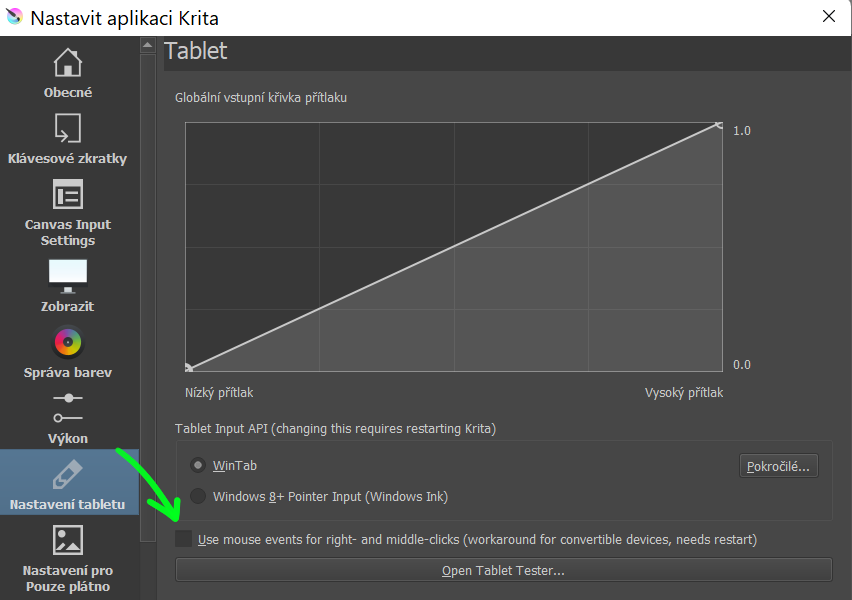 Nastavit aplikaci Krita
Obecné
Klávesové zkratky
Canvas Input
Settings
Zobrazit
Správa barev
Výkon
Nastavení tabletu
Nastavení pro
Pouze plátno
Tablet
Globální vstupní křivka přítlaku
1.0
0.0
Nízký přítlak
Vysoký přítlak
Tablet Input API (changing this requires restarting Krita)
WinTab
Pokročilé...
Windows 8+ Pointer Input (Windows Ink)
Use mouse events for right- and middle-clicks (workaround for convertible devices, needs restart)
Open Tablet Tester...